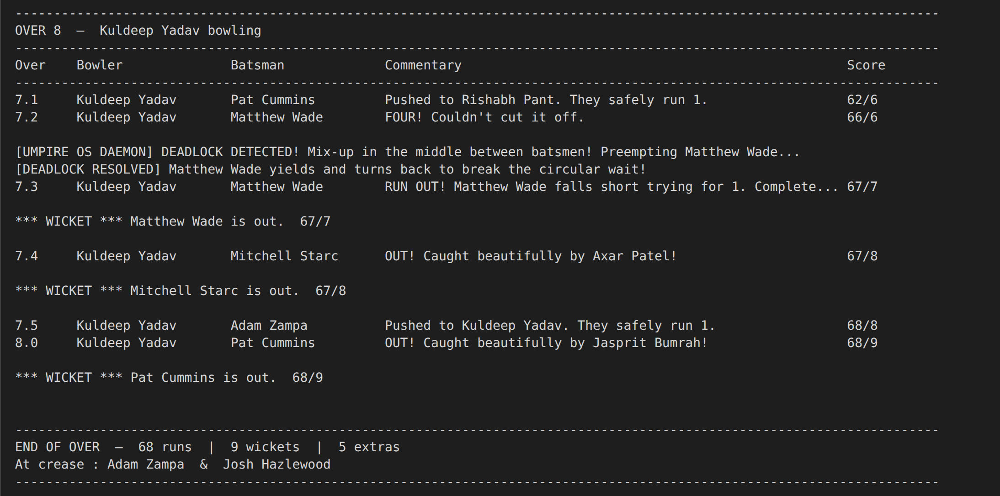 ------------------------------------------------------------------------------------------------------------------------
OVER 8  —  Kuldeep Yadav bowling
------------------------------------------------------------------------------------------------------------------------
Over    Bowler              Batsman             Commentary                                                  Score
------------------------------------------------------------------------------------------------------------------------
7.1     Kuldeep Yadav       Pat Cummins         Pushed to Rishabh Pant. They safely run 1.                  62/6
7.2     Kuldeep Yadav       Matthew Wade        FOUR! Couldn't cut it off.                                  66/6
[UMPIRE OS DAEMON] DEADLOCK DETECTED! Mix-up in the middle between batsmen! Preempting Matthew Wade...
[DEADLOCK RESOLVED] Matthew Wade yields and turns back to break the circular wait!
7.3     Kuldeep Yadav       Matthew Wade        RUN OUT! Matthew Wade falls short trying for 1. Complete... 67/7
*** WICKET *** Matthew Wade is out.  67/7
7.4     Kuldeep Yadav       Mitchell Starc      OUT! Caught beautifully by Axar Patel!                      67/8
*** WICKET *** Mitchell Starc is out.  67/8
7.5     Kuldeep Yadav       Adam Zampa          Pushed to Kuldeep Yadav. They safely run 1.                 68/8
8.0     Kuldeep Yadav       Pat Cummins         OUT! Caught beautifully by Jasprit Bumrah!                  68/9
*** WICKET *** Pat Cummins is out.  68/9
------------------------------------------------------------------------------------------------------------------------
END OF OVER  —  68 runs  |  9 wickets  |  5 extras
At crease : Adam Zampa  &  Josh Hazlewood
------------------------------------------------------------------------------------------------------------------------